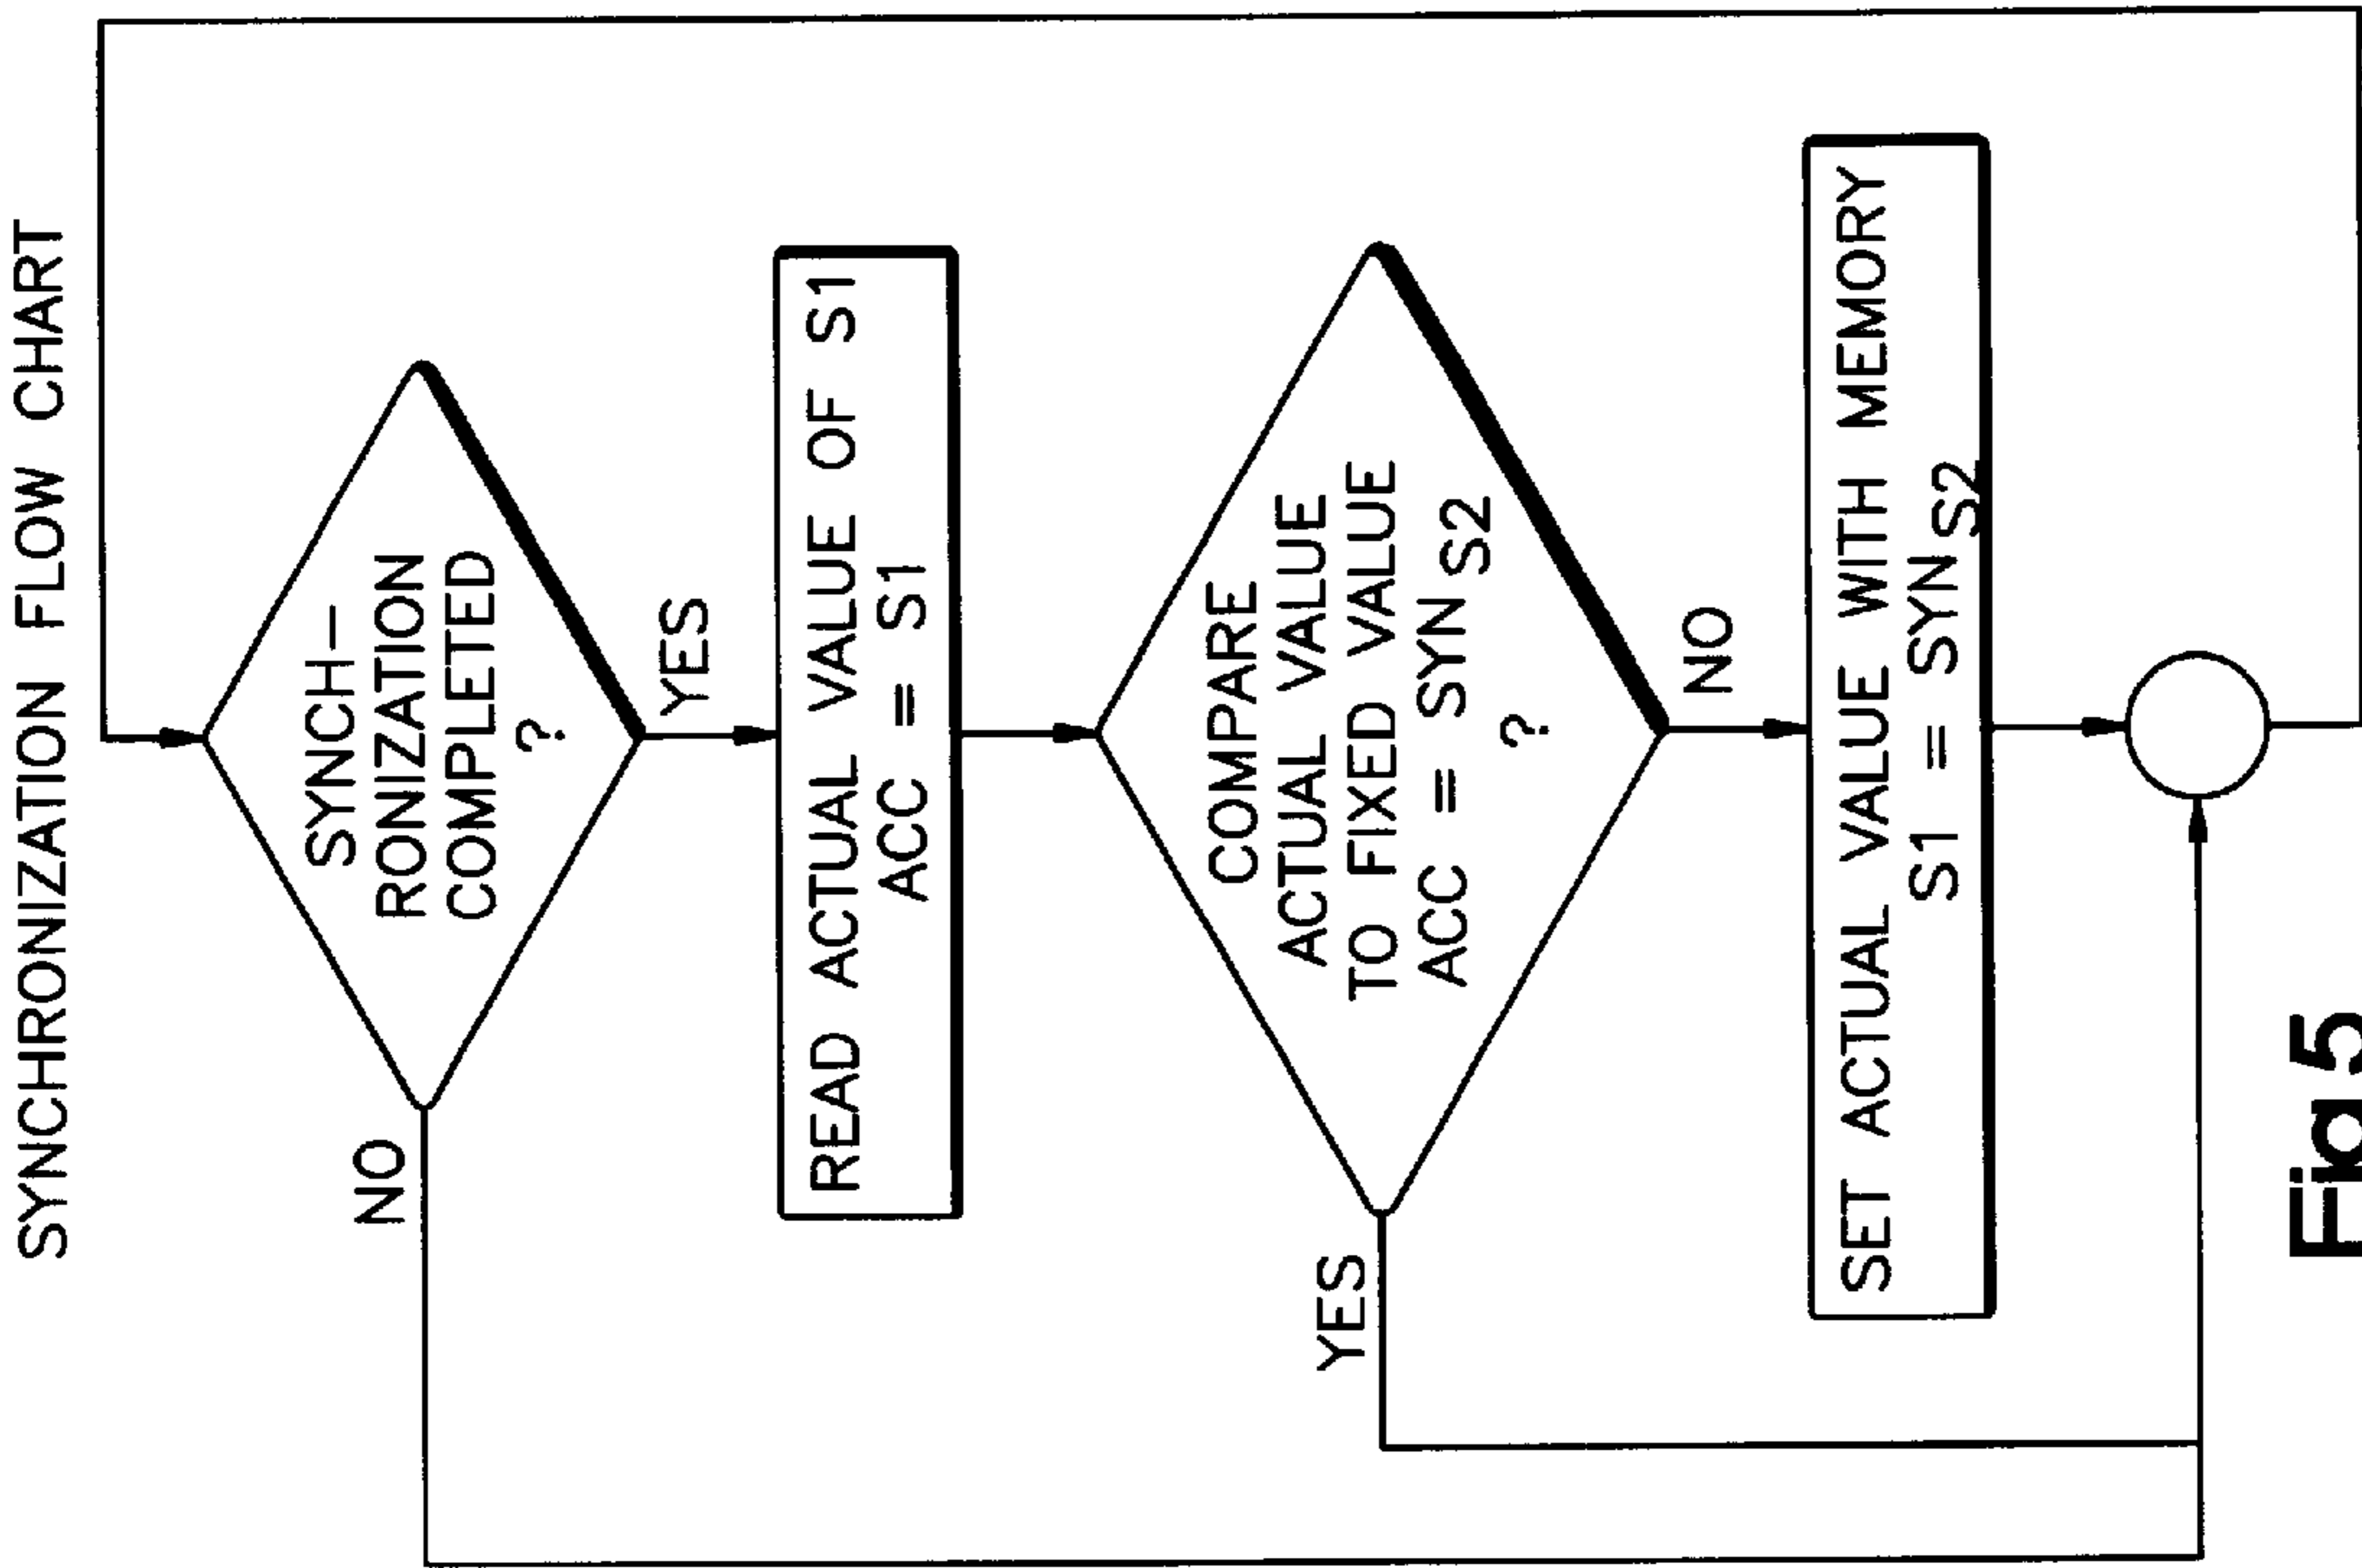 SYNCHRONIZATION FLOW CHART
SYNCH—
RONIZATION
COMPLETED
?
NO
YES
READ ACTUAL VALUE OF S1
ACC = S1
COMPARE
ACTUAL VALUE
TO FIXED VALUE
ACC = SYN S2
?
YES
NO
SET ACTUAL VALUE WITH MEMORY
S1 = SYN S2
Fig 5